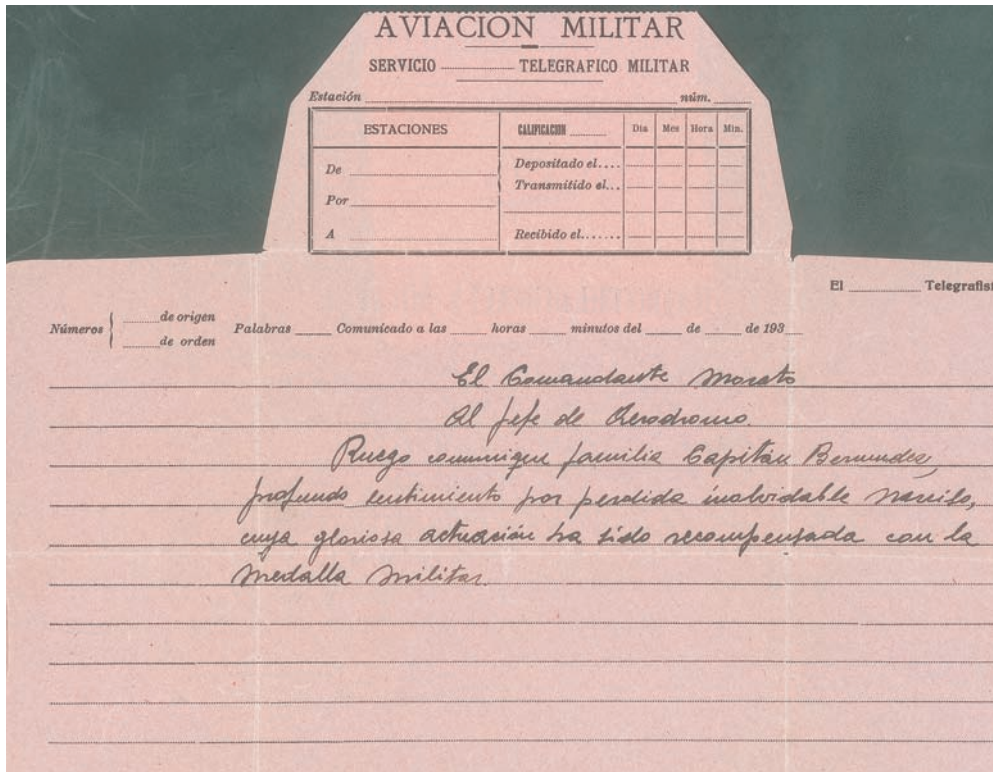 AVIACION MILITAR
SERVICIO TELEGRAFICO MILITAR
Estación núm.
ESTACIONES CALIFICACION Dia Mes Hora Min.
De Depositado el....
Transmitido el...
Por
A Recibido el.......
El Telegrafis
Números de origen Palabras Comunicado a las horas minutos del de de 193
de orden
El Comandante Morato
Al Jefe de Aerodromo.
Ruego comunique familia Capitán Bermudez,
profundo sentimiento por perdida inolvidable Narciso,
cuya gloriosa actuación ha sido recompensada con la
Medalla Militar.